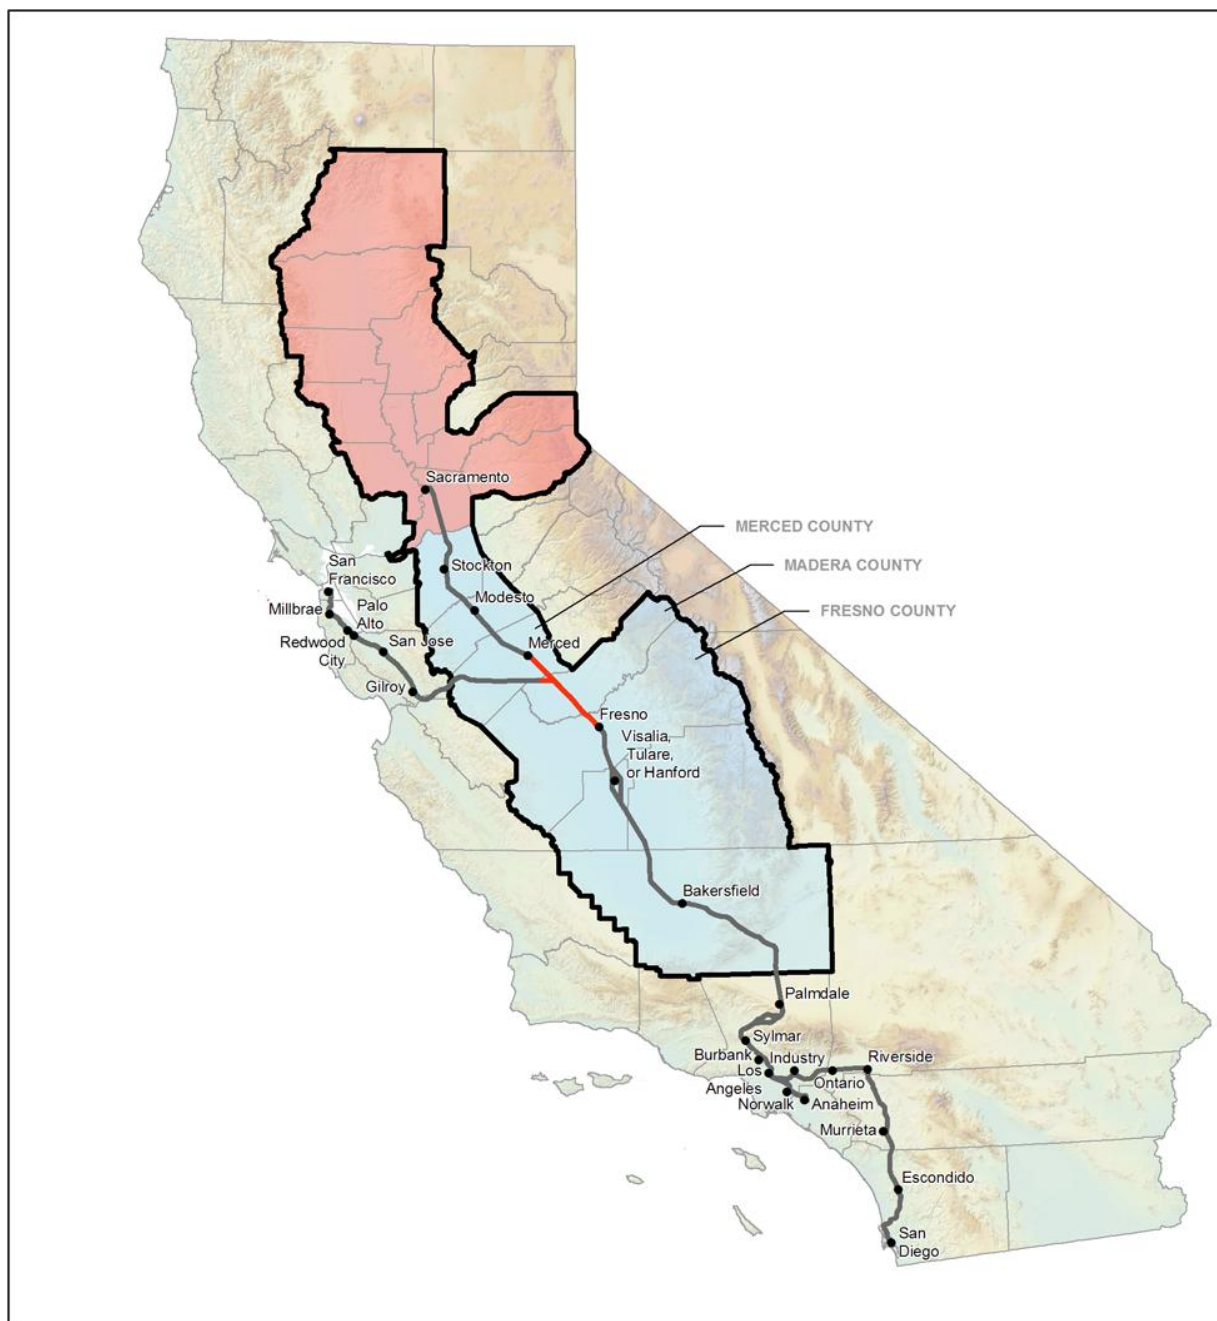 Sacramento
MERCED COUNTY
San
Francisco
Stockton
MADERA COUNTY
Modesto
Millbrae
Palo
Alto
FRESNO COUNTY
Redwood
City
San Jose
Merced
Gilroy
Fresno
Visalia,
Tulare,
or Hanford
Bakersfield
Palmdale
Sylmar
Burbank
Industry
Riverside
Los
Angeles
Ontario
Norwalk
Anaheim
Murrieta
Escondido
San
Diego